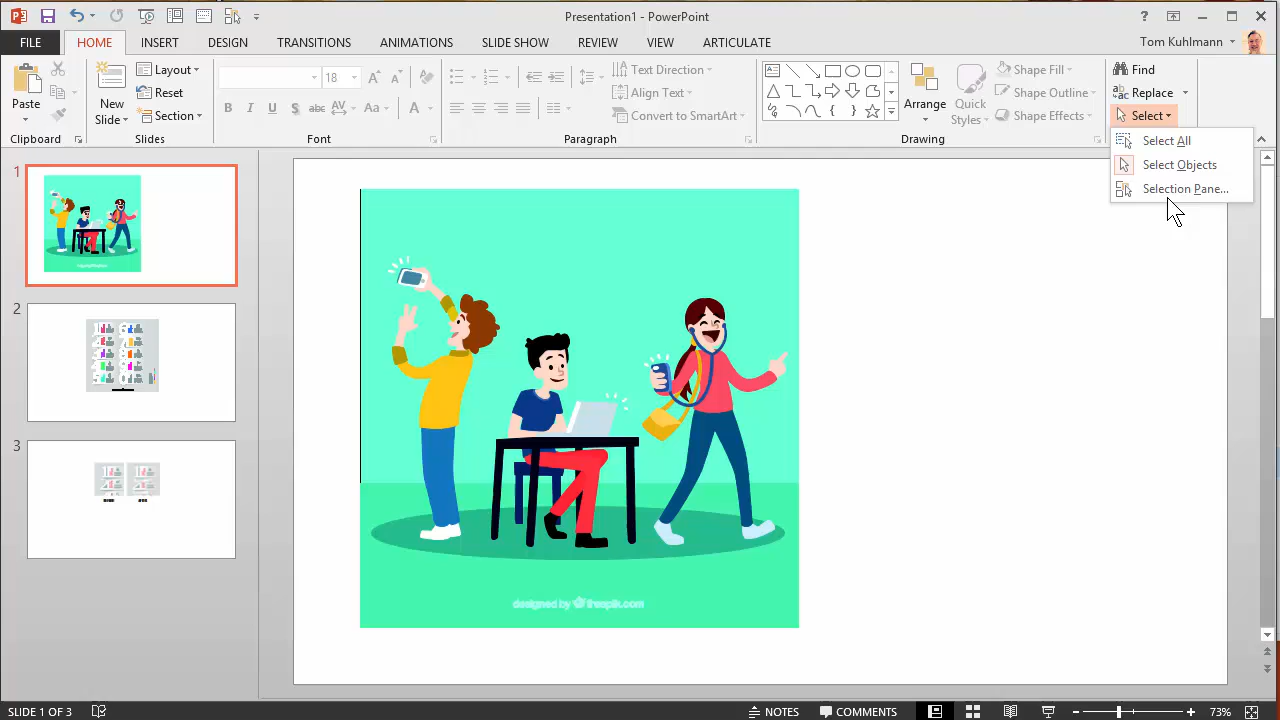 Presentation1 - PowerPoint
FILE HOME INSERT DESIGN TRANSITIONS ANIMATIONS SLIDE SHOW REVIEW VIEW ARTICULATE Tom Kuhlmann
Paste
Clipboard
New
Slide
Layout
Reset
Section
Slides
18
B I U S abc AV Aa A
Font
Text Direction
Align Text
Convert to SmartArt
Paragraph
Arrange
Quick
Styles
Shape Fill
Shape Outline
Shape Effects
Drawing
Find
Replace
Select
Select All
Select Objects
Selection Pane...
1
2
3
designed by freepik.com
SLIDE 1 OF 3
NOTES
COMMENTS
73%